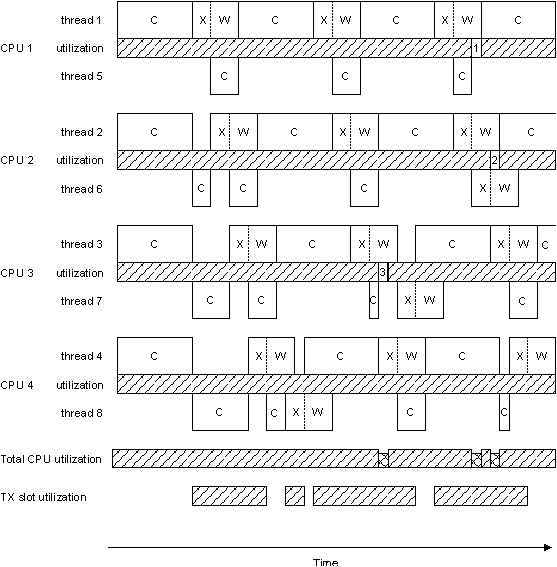 thread 1 C X W C X W C X W C
CPU 1 utilization 1
thread 5 C C C
thread 2 C X W C X W C X W C
CPU 2 utilization 2
thread 6 C C C X W
thread 3 C X W C X W C X W C
CPU 3 utilization 3
thread 7 C C C X W C
thread 4 C X W C X W C X W
CPU 4 utilization
thread 8 C C X W C C
Total CPU utilization
TX slot utilization
Time